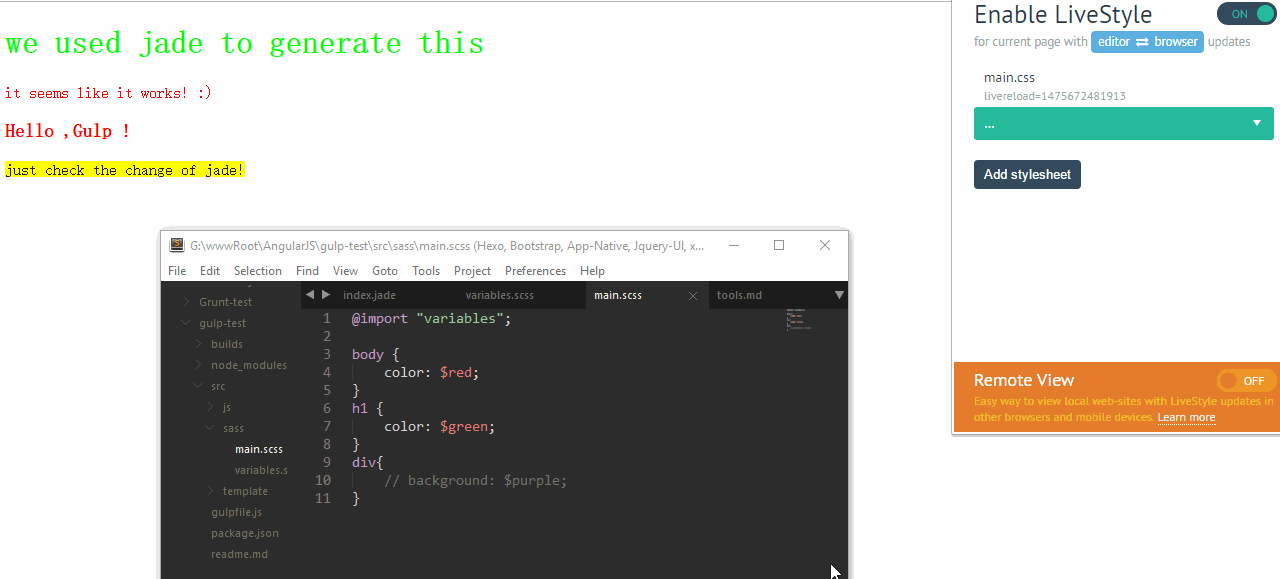 we used jade to generate this
it seems like it works! :)
Hello ,Gulp !
just check the change of jade!
Enable LiveStyle
ON
for current page with editor ⇄ browser updates
main.css
livereload=1475672481913
...
Add stylesheet
Remote View
OFF
Easy way to view local web-sites with LiveStyle updates in
other browsers and mobile devices. Learn more
G:\wwwRoot\AngularJS\gulp-test\src\sass\main.scss (Hexo, Bootstrap, App-Native, Jquery-UI, x...
File Edit Selection Find View Goto Tools Project Preferences Help
index.jade variables.scss main.scss tools.md
Grunt-test
gulp-test
builds
node_modules
src
js
sass
main.scss
variables.s
template
gulpfile.js
package.json
readme.md
1 @import "variables";
2
3 body {
4 color: $red;
5 }
6 h1 {
7 color: $green;
8 }
9 div{
10 // background: $purple;
11 }